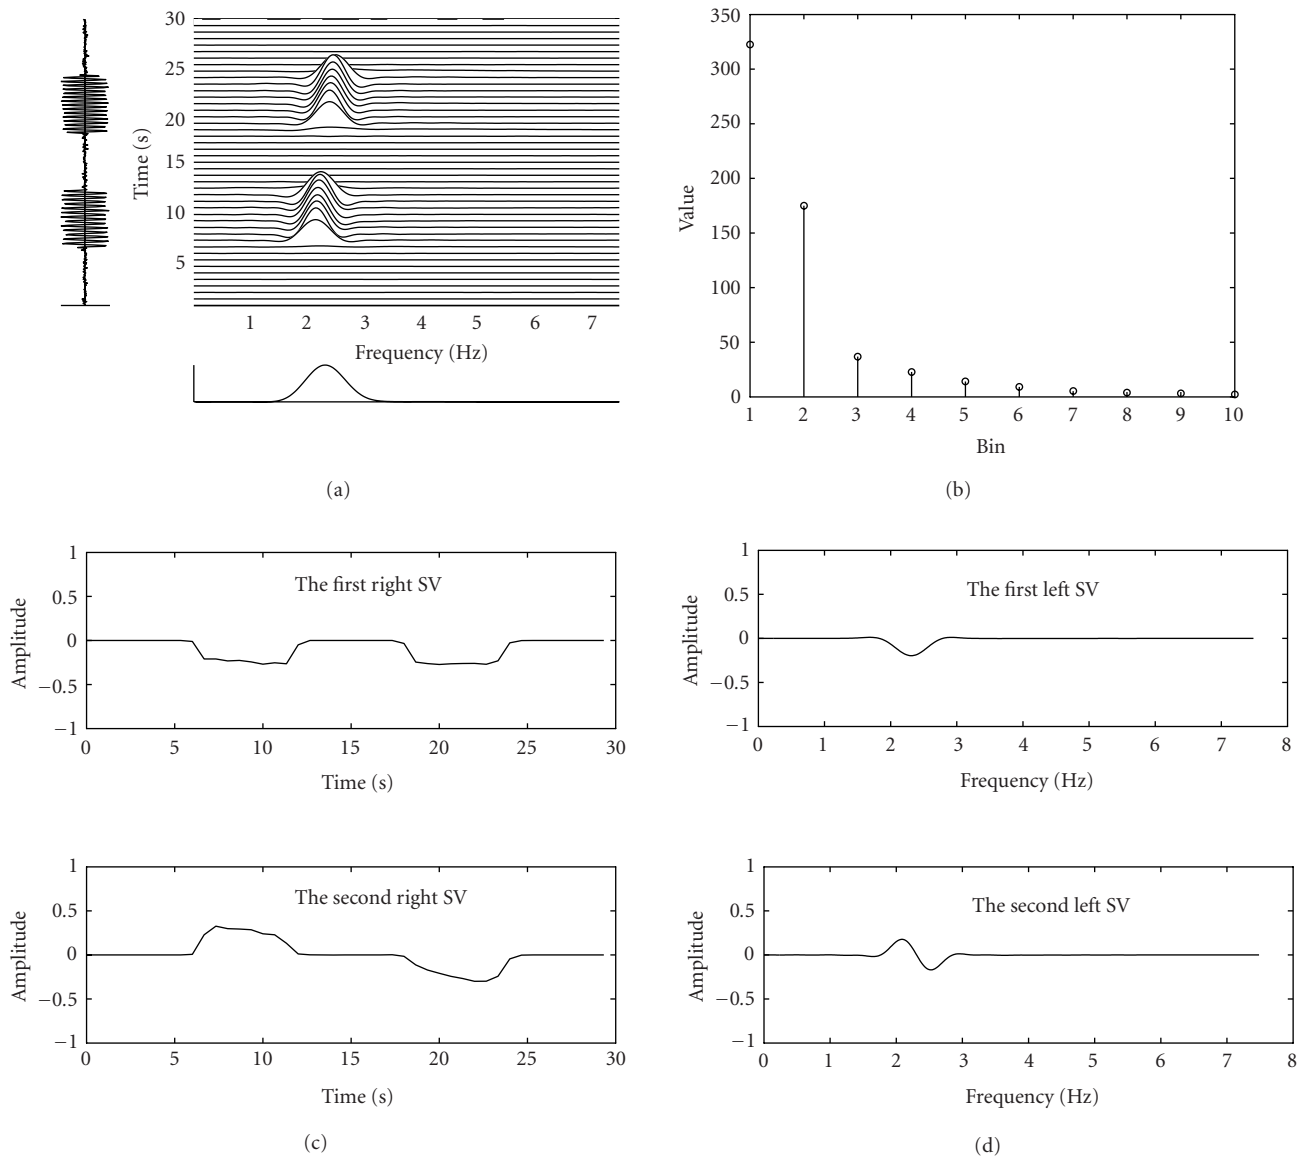 30
25
20
15
10
5
Time (s)
1 2 3 4 5 6 7
Frequency (Hz)
(a)
350
300
250
200
150
100
50
0
Value
1 2 3 4 5 6 7 8 9 10
Bin
(b)
1
0.5
0
−0.5
−1
Amplitude
The first right SV
0 5 10 15 20 25 30
Time (s)
1
0.5
0
−0.5
−1
Amplitude
The first left SV
0 1 2 3 4 5 6 7 8
Frequency (Hz)
1
0.5
0
−0.5
−1
Amplitude
The second right SV
0 5 10 15 20 25 30
Time (s)
(c)
1
0.5
0
−0.5
−1
Amplitude
The second left SV
0 1 2 3 4 5 6 7 8
Frequency (Hz)
(d)